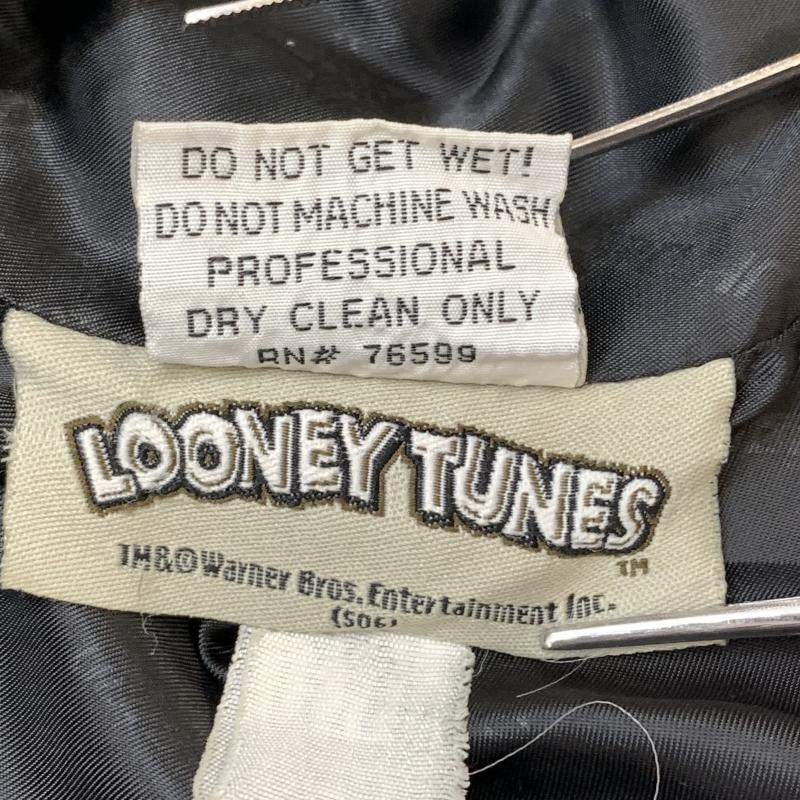 DO NOT GET WET!
DO NOT MACHINE WASH
PROFESSIONAL
DRY CLEAN ONLY
RN# 76599
LOONEY TUNES
TM
TM&©Warner Bros. Entertainment Inc.
(S06)